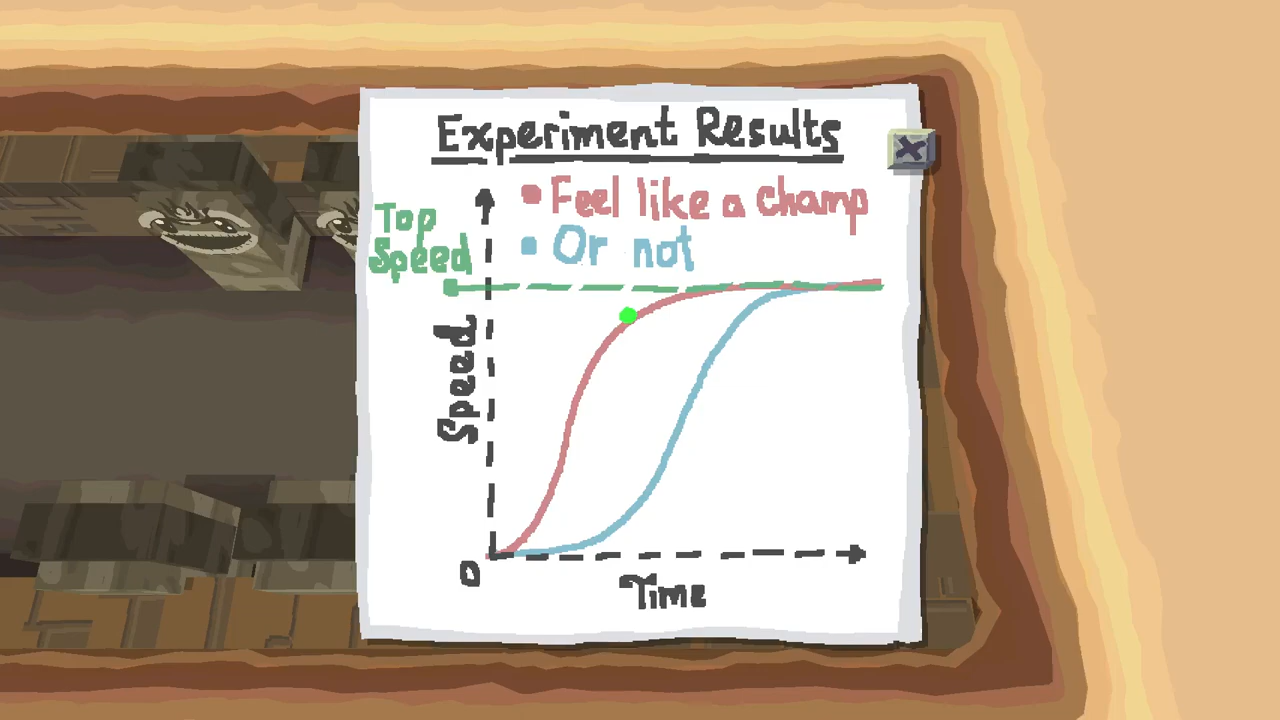 Experiment Results
Feel like a champ
Or not
Top
Speed
Speed
0
Time